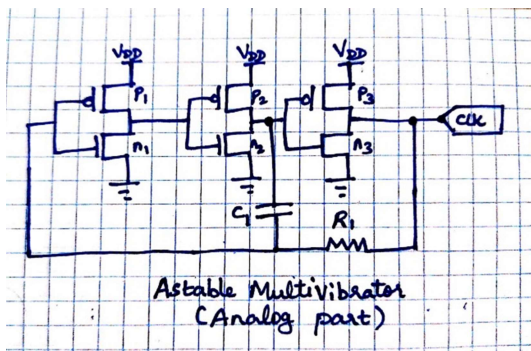 VDD VDD VDD
P1 P2 P3
CLK
n1 n2 n3
C1
R1
Astable Multivibrator
(Analog part)